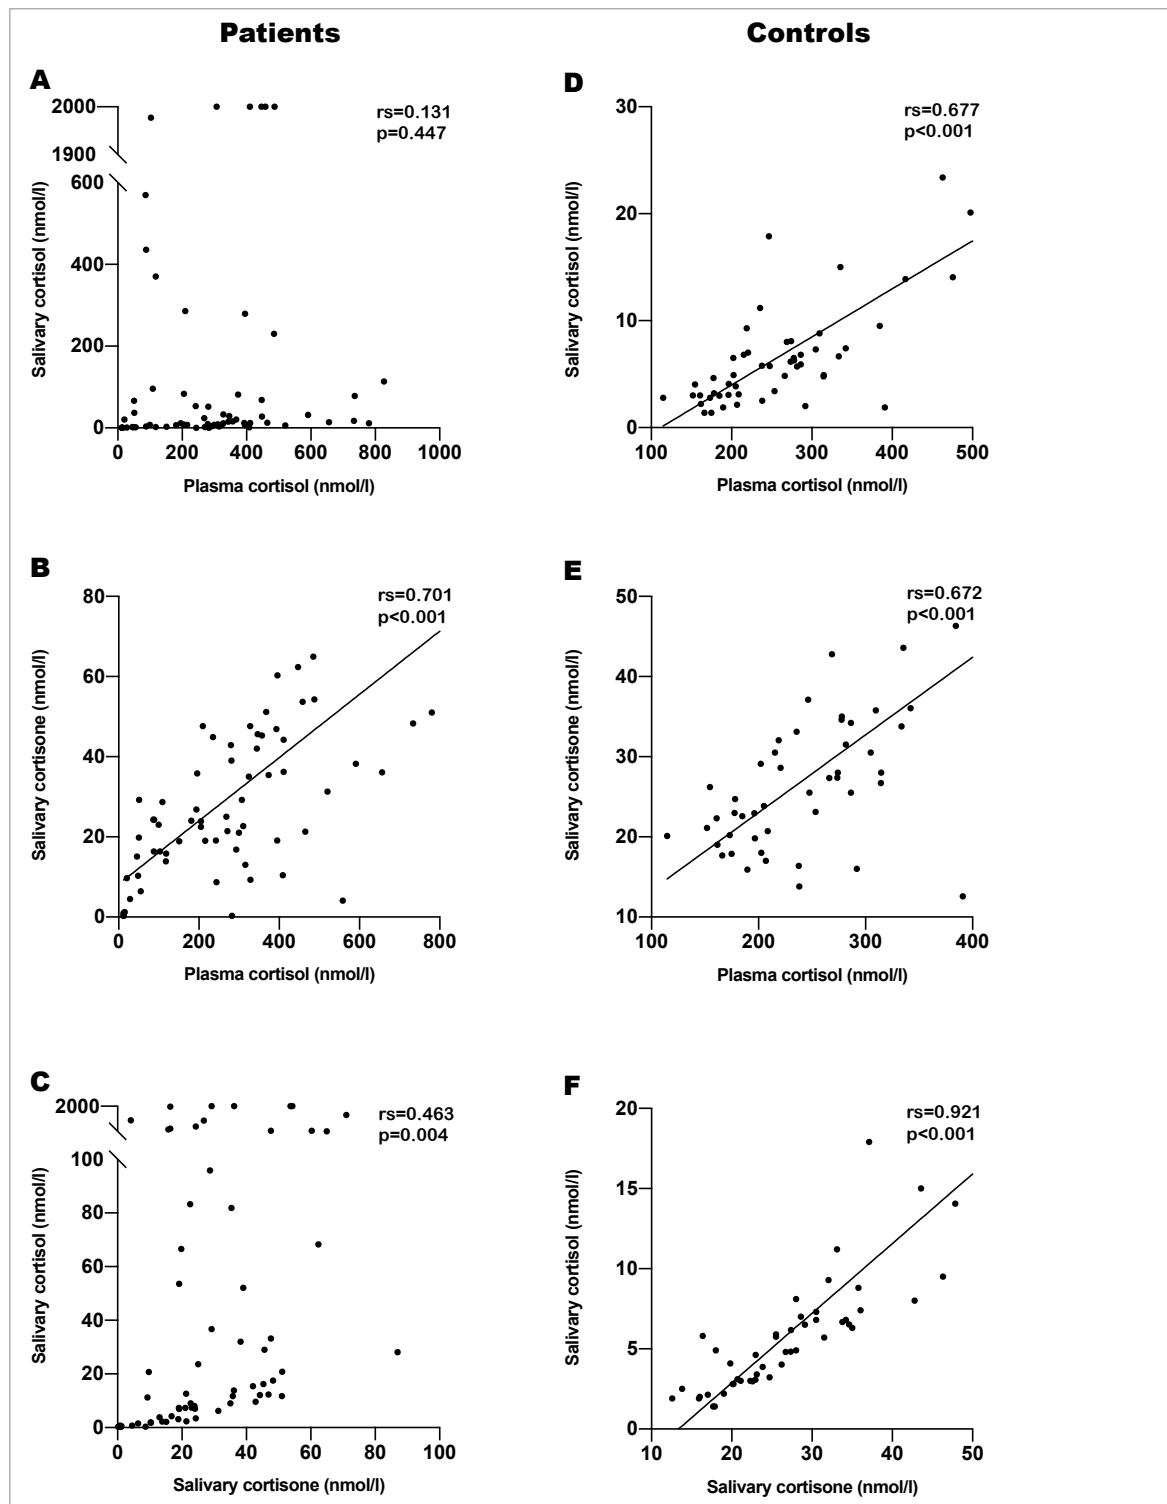 Patients
Controls
A
2000
1900
600
400
200
0
0 200 400 600 800 1000
Salivary cortisol (nmol/l)
Plasma cortisol (nmol/l)
rs=0.131
p=0.447
D
30
20
10
0
100 200 300 400 500
Salivary cortisol (nmol/l)
Plasma cortisol (nmol/l)
rs=0.677
p<0.001
B
80
60
40
20
0
0 200 400 600 800
Salivary cortisone (nmol/l)
Plasma cortisol (nmol/l)
rs=0.701
p<0.001
E
50
40
30
20
10
100 200 300 400
Salivary cortisone (nmol/l)
Plasma cortisol (nmol/l)
rs=0.672
p<0.001
C
2000
100
80
60
40
20
0
0 20 40 60 80 100
Salivary cortisol (nmol/l)
Salivary cortisone (nmol/l)
rs=0.463
p=0.004
F
20
15
10
5
0
10 20 30 40 50
Salivary cortisol (nmol/l)
Salivary cortisone (nmol/l)
rs=0.921
p<0.001